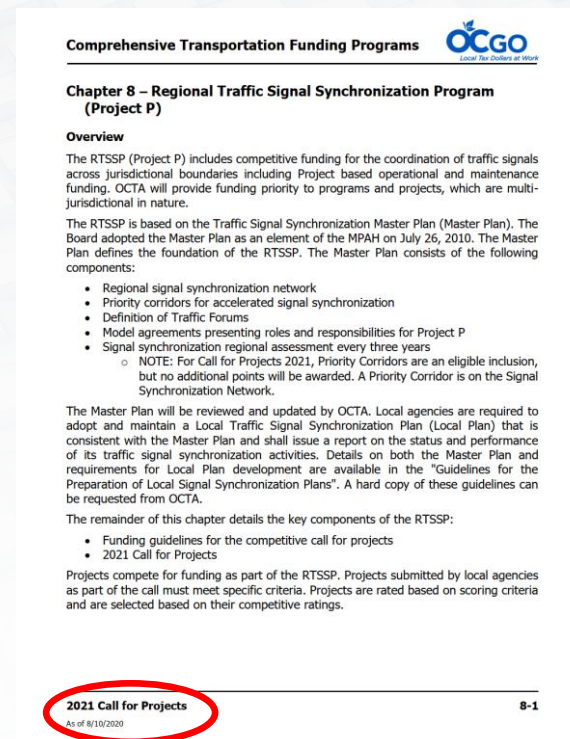 Comprehensive Transportation Funding Programs
OCGO
Local Tax Dollars at Work
Chapter 8 – Regional Traffic Signal Synchronization Program
(Project P)
Overview
The RTSSP (Project P) includes competitive funding for the coordination of traffic signals
across jurisdictional boundaries including Project based operational and maintenance
funding. OCTA will provide funding priority to programs and projects, which are multi-
jurisdictional in nature.
The RTSSP is based on the Traffic Signal Synchronization Master Plan (Master Plan). The
Board adopted the Master Plan as an element of the MPAH on July 26, 2010. The Master
Plan defines the foundation of the RTSSP. The Master Plan consists of the following
components:
• Regional signal synchronization network
• Priority corridors for accelerated signal synchronization
• Definition of Traffic Forums
• Model agreements presenting roles and responsibilities for Project P
• Signal synchronization regional assessment every three years
○ NOTE: For Call for Projects 2021, Priority Corridors are an eligible inclusion,
but no additional points will be awarded. A Priority Corridor is on the Signal
Synchronization Network.
The Master Plan will be reviewed and updated by OCTA. Local agencies are required to
adopt and maintain a Local Traffic Signal Synchronization Plan (Local Plan) that is
consistent with the Master Plan and shall issue a report on the status and performance
of its traffic signal synchronization activities. Details on both the Master Plan and
requirements for Local Plan development are available in the "Guidelines for the
Preparation of Local Signal Synchronization Plans". A hard copy of these guidelines can
be requested from OCTA.
The remainder of this chapter details the key components of the RTSSP:
• Funding guidelines for the competitive call for projects
• 2021 Call for Projects
Projects compete for funding as part of the RTSSP. Projects submitted by local agencies
as part of the call must meet specific criteria. Projects are rated based on scoring criteria
and are selected based on their competitive ratings.
2021 Call for Projects
8-1
As of 8/10/2020